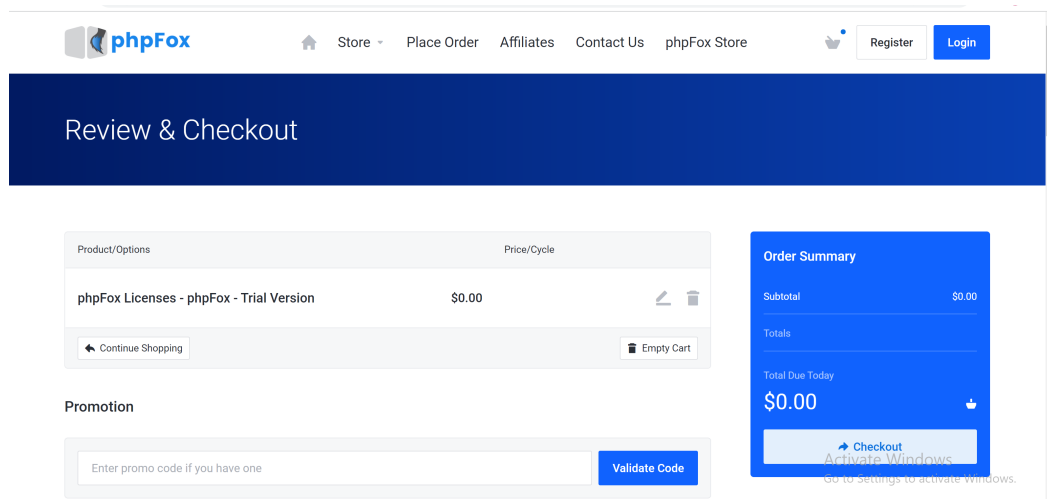 phpFox Store Place Order Affiliates Contact Us phpFox Store Register Login
Review & Checkout
Product/Options Price/Cycle
phpFox Licenses - phpFox - Trial Version $0.00
Continue Shopping Empty Cart
Promotion
Enter promo code if you have one Validate Code
Order Summary
Subtotal $0.00
Totals
Total Due Today
$0.00
Checkout
Activate Windows
Go to Settings to activate Windows.